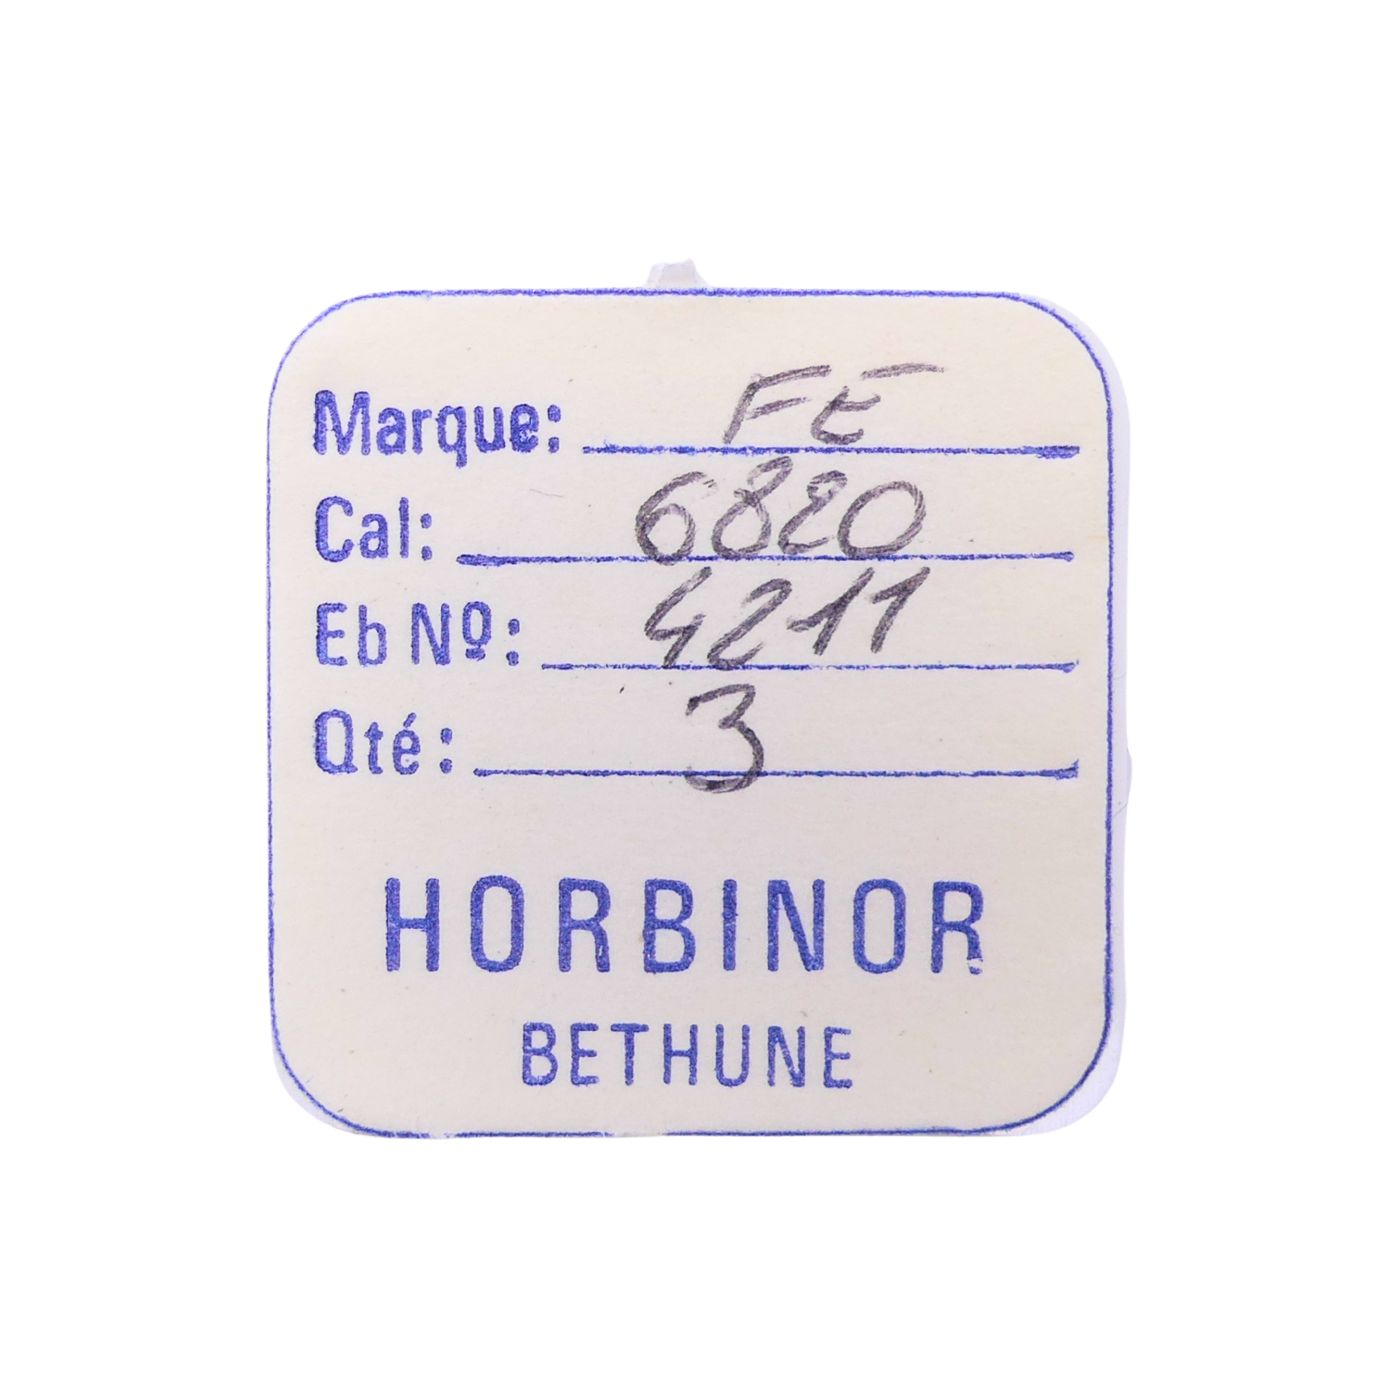 Marque: FE
Cal: 6820
Eb Nº: 4211
Qté: 3
HORBINOR
BETHUNE